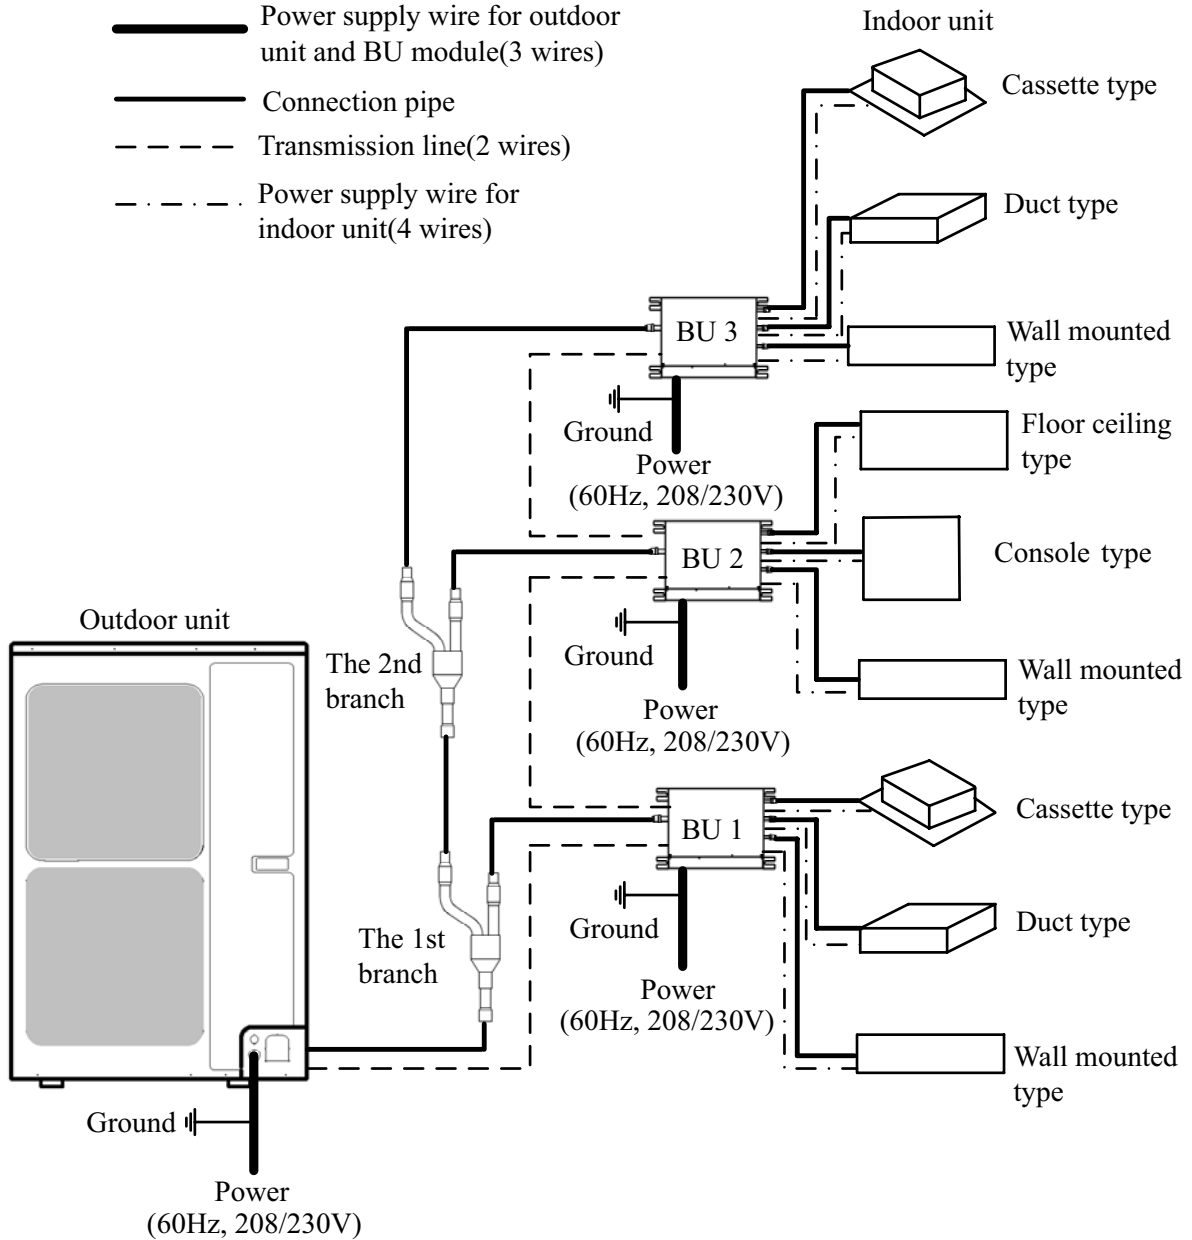 Power supply wire for outdoor
unit and BU module(3 wires)
Connection pipe
Transmission line(2 wires)
Power supply wire for
indoor unit(4 wires)
Indoor unit
Cassette type
Duct type
BU 3
Wall mounted
type
Ground
Power
(60Hz, 208/230V)
Floor ceiling
type
BU 2
Console type
Ground
Wall mounted
type
Power
(60Hz, 208/230V)
Outdoor unit
The 2nd
branch
BU 1
Cassette type
Ground
Duct type
The 1st
branch
Power
(60Hz, 208/230V)
Wall mounted
type
Ground
Power
(60Hz, 208/230V)